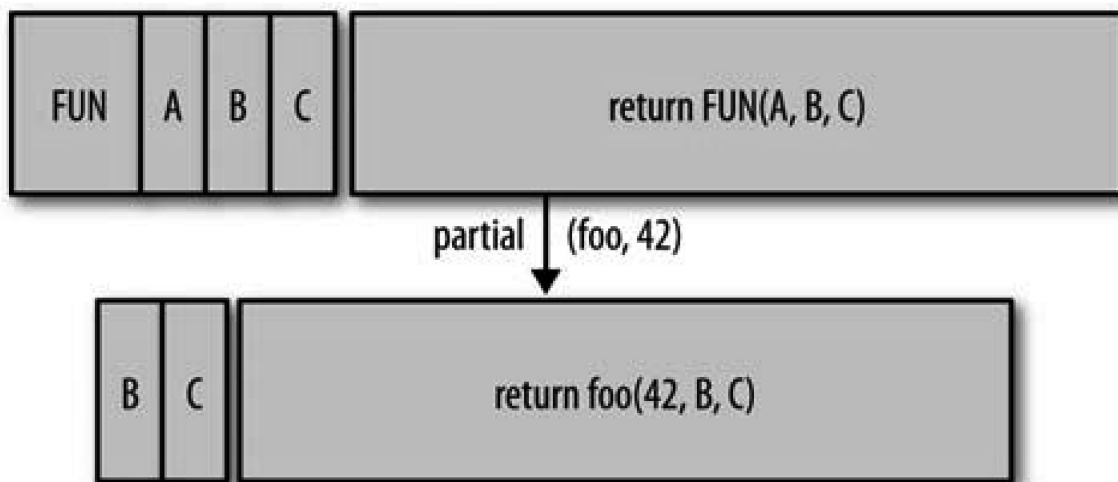 FUN A B C return FUN(A, B, C)
partial (foo, 42)
B C return foo(42, B, C)